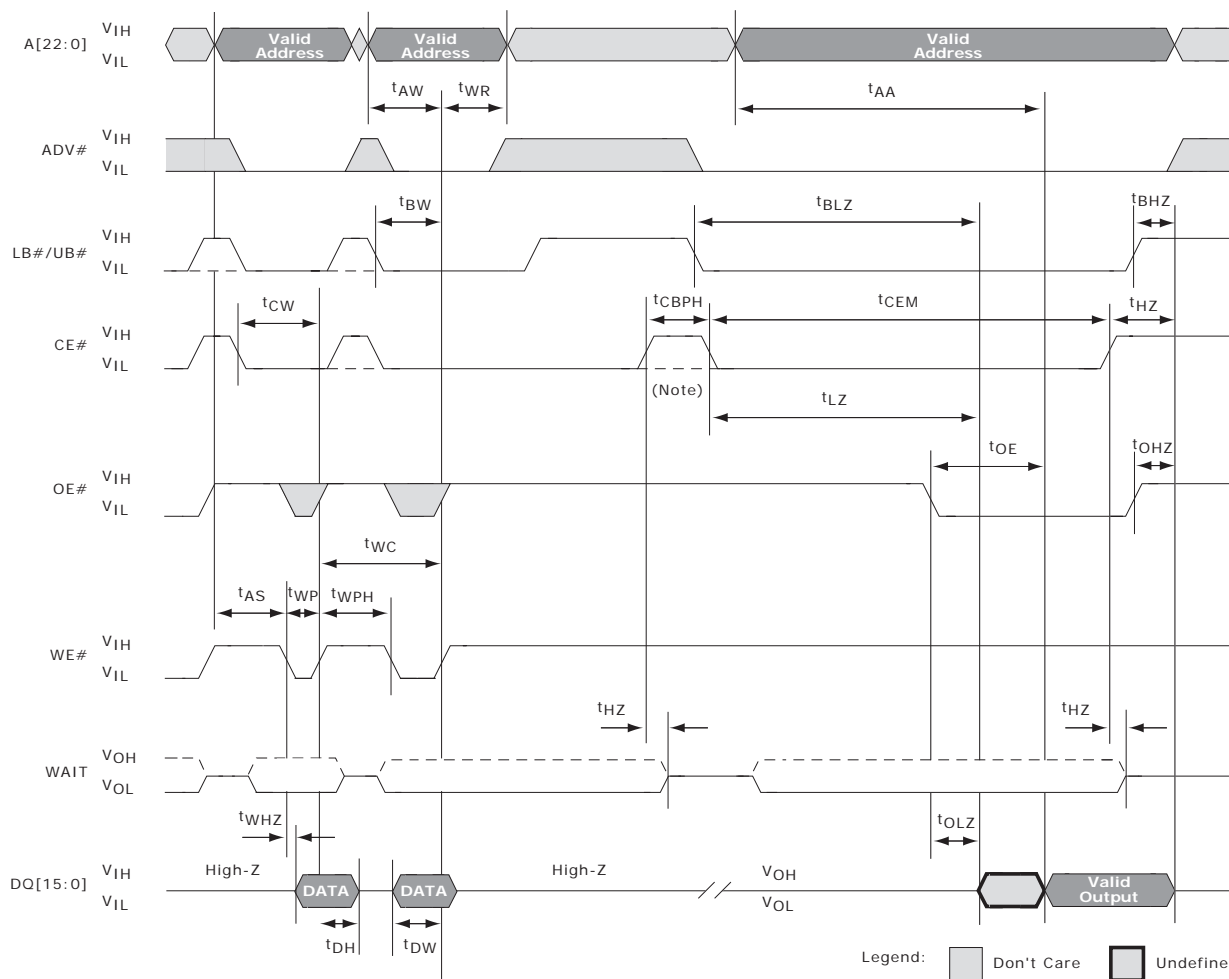 A[22:0]
VIH
VIL
Valid
Address
Valid
Address
Valid
Address
tAW
tWR
tAA
ADV#
VIH
VIL
tBW
tBLZ
tBHZ
LB#/UB#
VIH
VIL
tCW
tCBPH
tCEM
tHZ
CE#
VIH
VIL
(Note)
tLZ
tOE
tOHZ
OE#
VIH
VIL
tWC
tAS
tWP
tWPH
WE#
VIH
VIL
tHZ
tHZ
WAIT
VOH
VOL
tWHZ
tOLZ
DQ[15:0]
VIH
VIL
High-Z
DATA
DATA
High-Z
VOH
VOL
Valid
Output
tDH
tDW
Legend:
Don't Care
Undefine